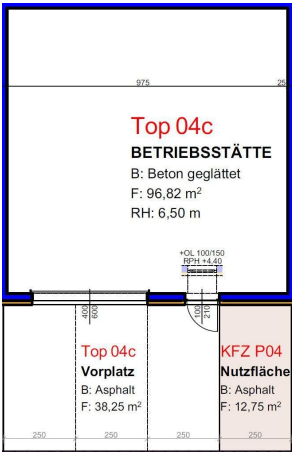 975
25
Top 04c
BETRIEBSSTÄTTE
B: Beton geglättet
F: 96,82 m²
RH: 6,50 m
+OL 100/150
RPH +4,40
400
600
100
210
Top 04c
Vorplatz
B: Asphalt
F: 38,25 m²
KFZ P04
Nutzfläche
B: Asphalt
F: 12,75 m²
250
250
250
250